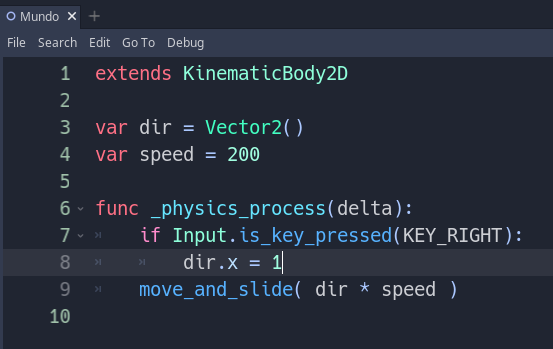 Mundo
File Search Edit Go To Debug
1 extends KinematicBody2D
2
3 var dir = Vector2()
4 var speed = 200
5
6 func _physics_process(delta):
7 if Input.is_key_pressed(KEY_RIGHT):
8 dir.x = 1
9 move_and_slide( dir * speed )
10